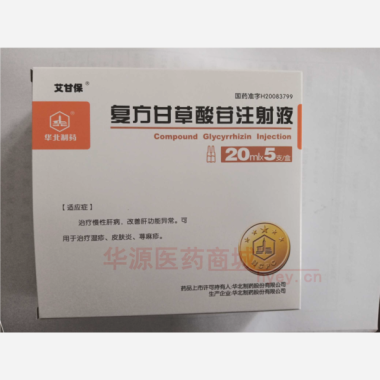 艾甘保®
国药准字H20083799
华北制药
复方甘草酸苷注射液
Compound Glycyrrhizin Injection
20ml×5支/盒
【适应症】
治疗慢性肝病，改善肝功能异常。可
用于治疗湿疹、皮肤炎、荨麻疹。
华源医药商城
hyey.cn
药品上市许可持有人:华北制药股份有限公司
生产企业:华北制药股份有限公司